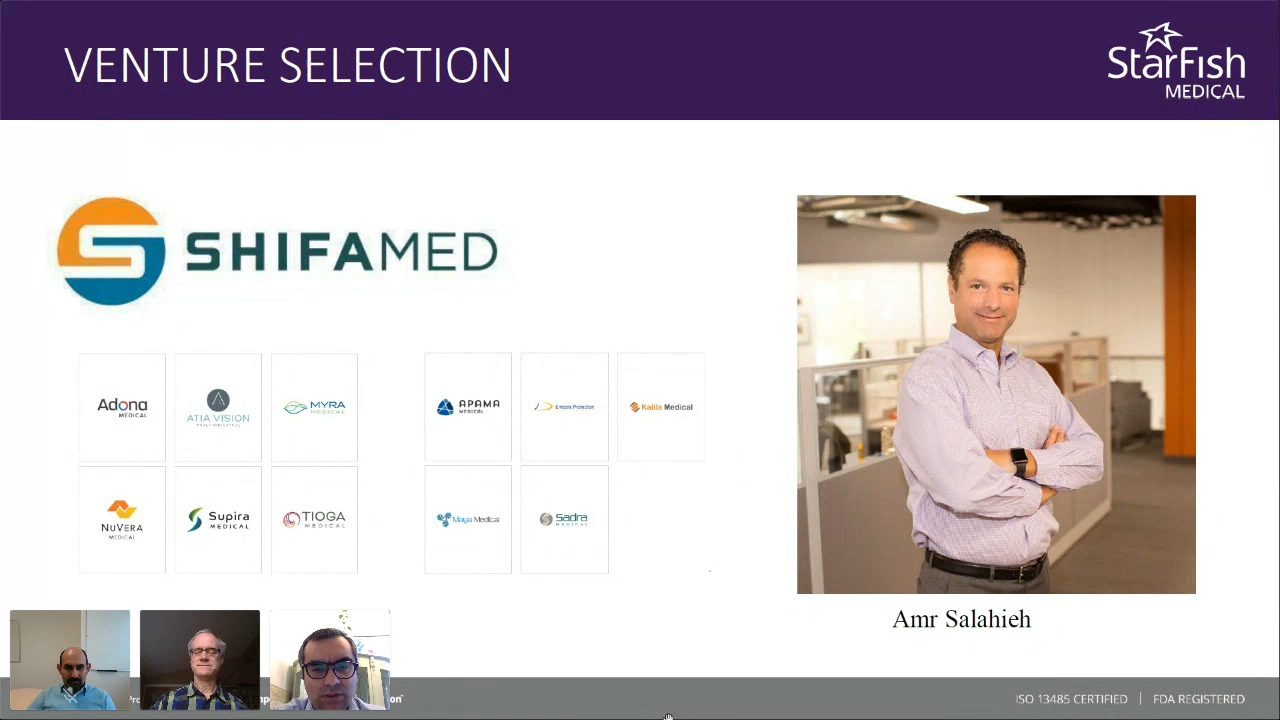 VENTURE SELECTION
StarFish
MEDICAL
SHIFAMED
Adona
MEDICAL
ATIA VISION
MYRA
MEDICAL
APAMA
MEDICAL
Embolic Protection
Kalila Medical
NUVERA
MEDICAL
Supira
MEDICAL
TIOGA
MEDICAL
Maya Medical
Sadra
MEDICAL
Amr Salahieh
ISO 13485 CERTIFIED | FDA REGISTERED